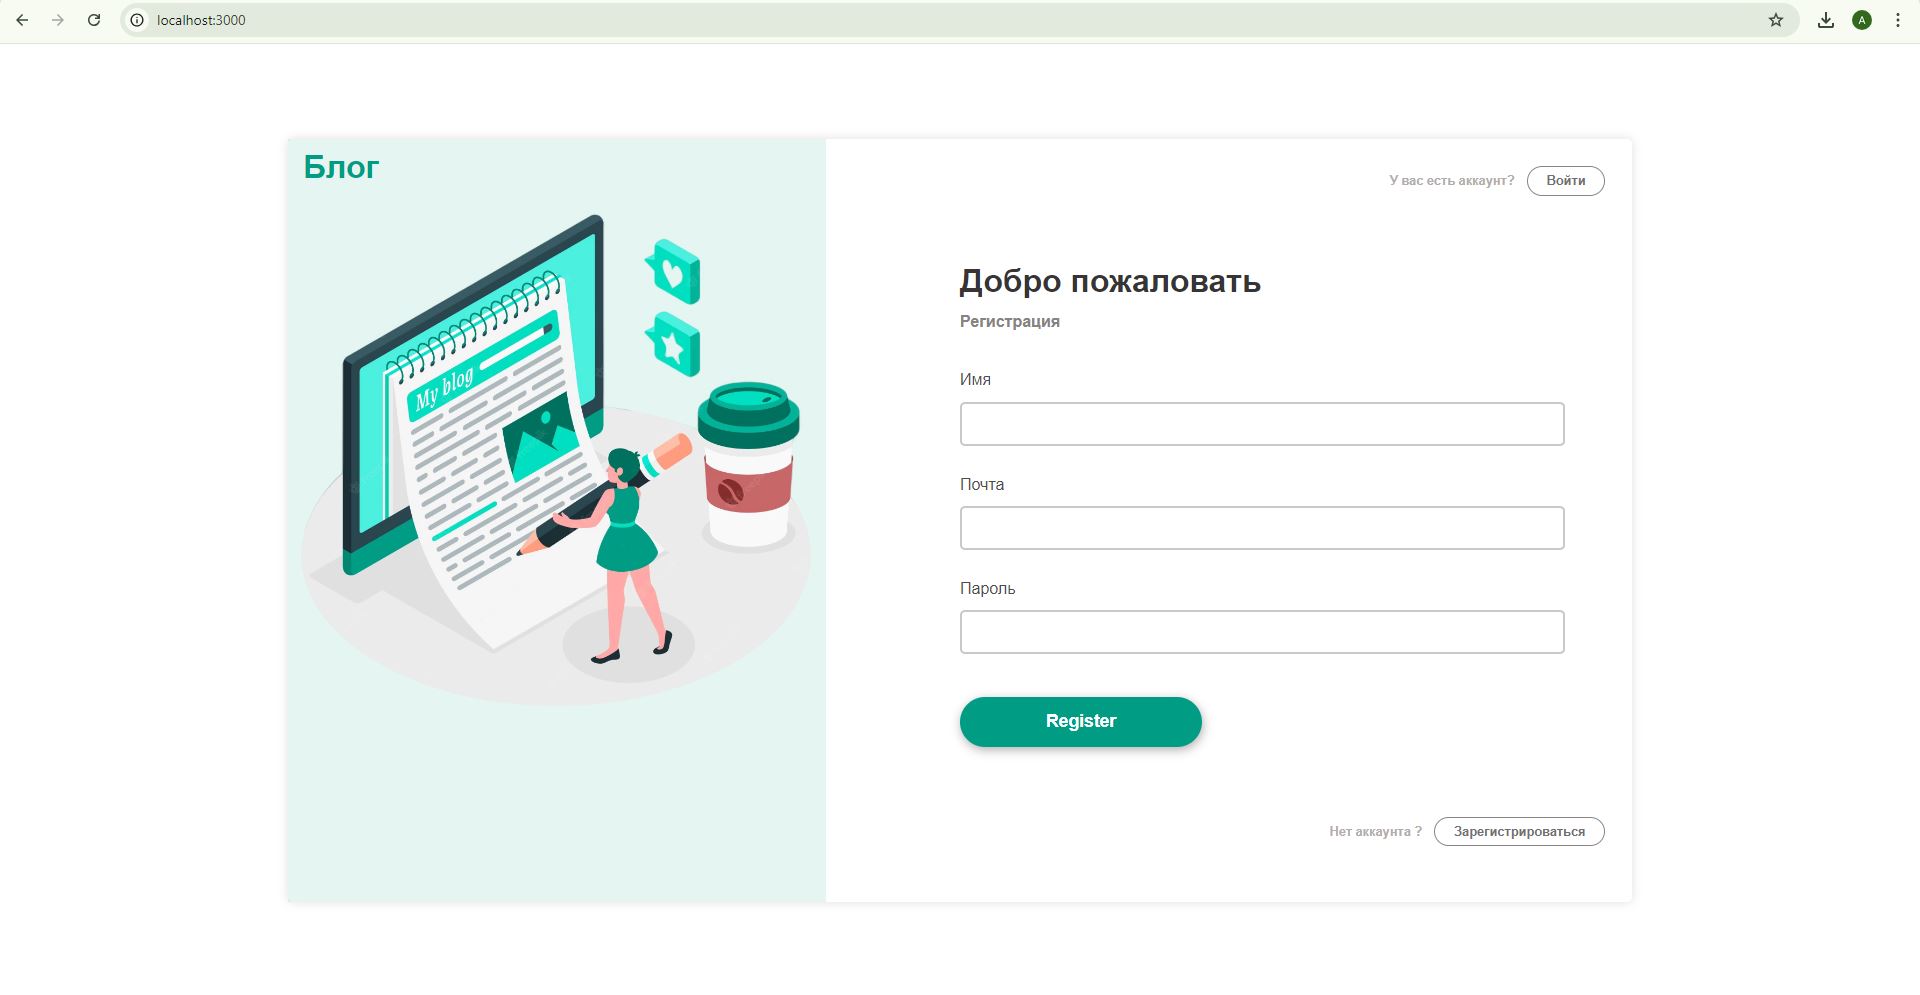 localhost:3000
A
Блог
У вас есть аккаунт? Войти
My blog
Добро пожаловать
Регистрация
Имя
Почта
Пароль
Register
Нет аккаунта ? Зарегистрироваться